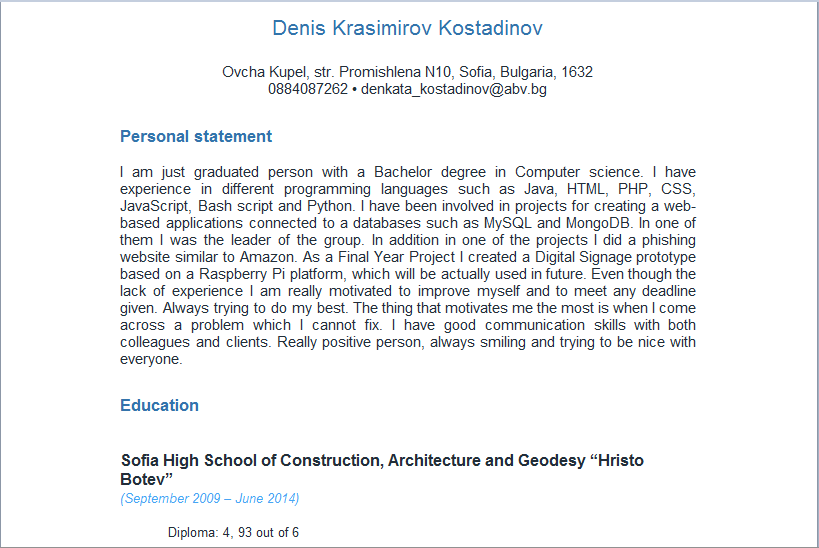 Denis Krasimirov Kostadinov
Ovcha Kupel, str. Promishlena N10, Sofia, Bulgaria, 1632
0884087262 • denkata_kostadinov@abv.bg
Personal statement
I am just graduated person with a Bachelor degree in Computer science. I have
experience in different programming languages such as Java, HTML, PHP, CSS,
JavaScript, Bash script and Python. I have been involved in projects for creating a web-
based applications connected to a databases such as MySQL and MongoDB. In one of
them I was the leader of the group. In addition in one of the projects I did a phishing
website similar to Amazon. As a Final Year Project I created a Digital Signage prototype
based on a Raspberry Pi platform, which will be actually used in future. Even though the
lack of experience I am really motivated to improve myself and to meet any deadline
given. Always trying to do my best. The thing that motivates me the most is when I come
across a problem which I cannot fix. I have good communication skills with both
colleagues and clients. Really positive person, always smiling and trying to be nice with
everyone.
Education
Sofia High School of Construction, Architecture and Geodesy “Hristo
Botev”
(September 2009 – June 2014)
Diploma: 4, 93 out of 6